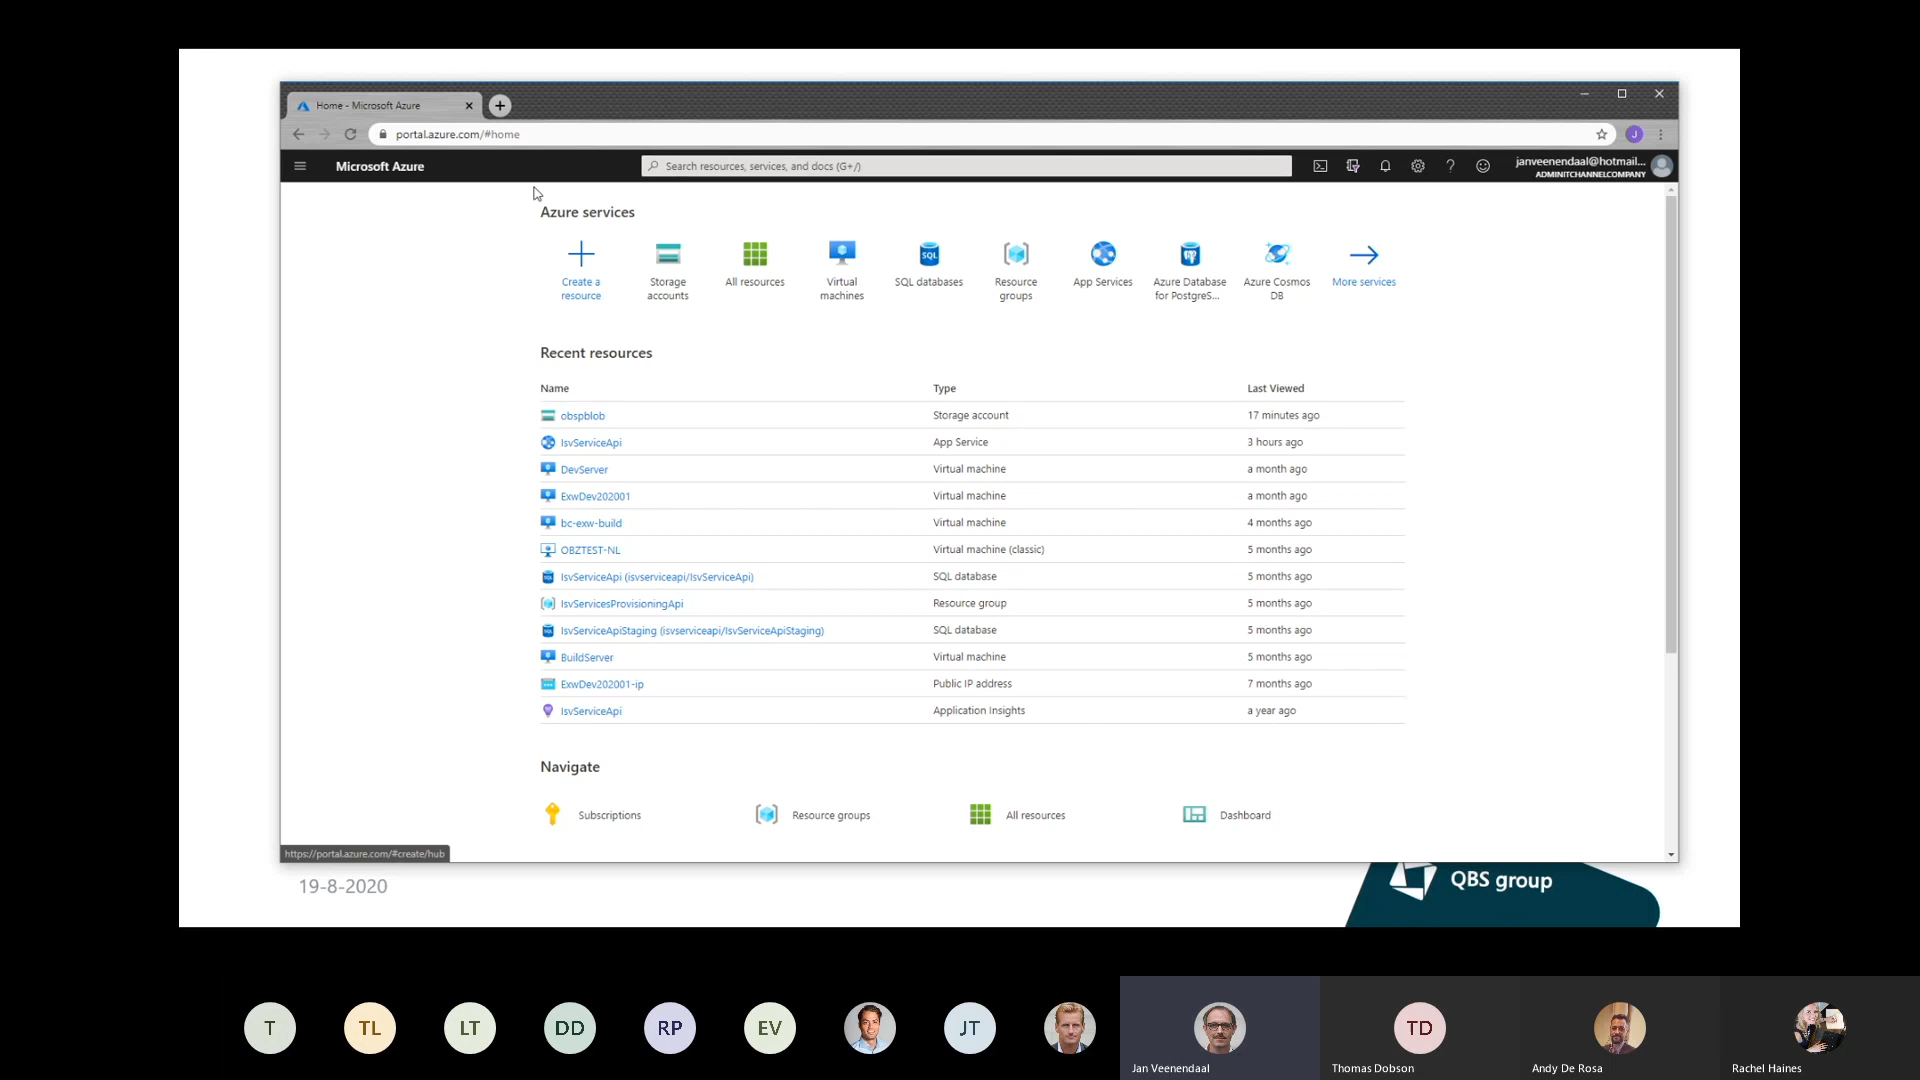 Home - Microsoft Azure
portal.azure.com/#home
J
Microsoft Azure
Search resources, services, and docs (G+/)
janveenendaal@hotmail...
ADMINITCHANNELCOMPANY
Azure services
Create a resource
Storage accounts
All resources
Virtual machines
SQL databases
Resource groups
App Services
Azure Database for PostgreS...
Azure Cosmos DB
More services
Recent resources
Name Type Last Viewed
obspblob Storage account 17 minutes ago
IsvServiceApi App Service 3 hours ago
DevServer Virtual machine a month ago
ExwDev202001 Virtual machine a month ago
bc-exw-build Virtual machine 4 months ago
OBZTEST-NL Virtual machine (classic) 5 months ago
IsvServiceApi (isvserviceapi/IsvServiceApi) SQL database 5 months ago
IsvServicesProvisioningApi Resource group 5 months ago
IsvServiceApiStaging (isvserviceapi/IsvServiceApiStaging) SQL database 5 months ago
BuildServer Virtual machine 5 months ago
ExwDev202001-ip Public IP address 7 months ago
IsvServiceApi Application Insights a year ago
Navigate
Subscriptions Resource groups All resources Dashboard
https://portal.azure.com/#create/hub
19-8-2020
QBS group
T TL LT DD RP EV JT TD
Jan Veenendaal Thomas Dobson Andy De Rosa Rachel Haines